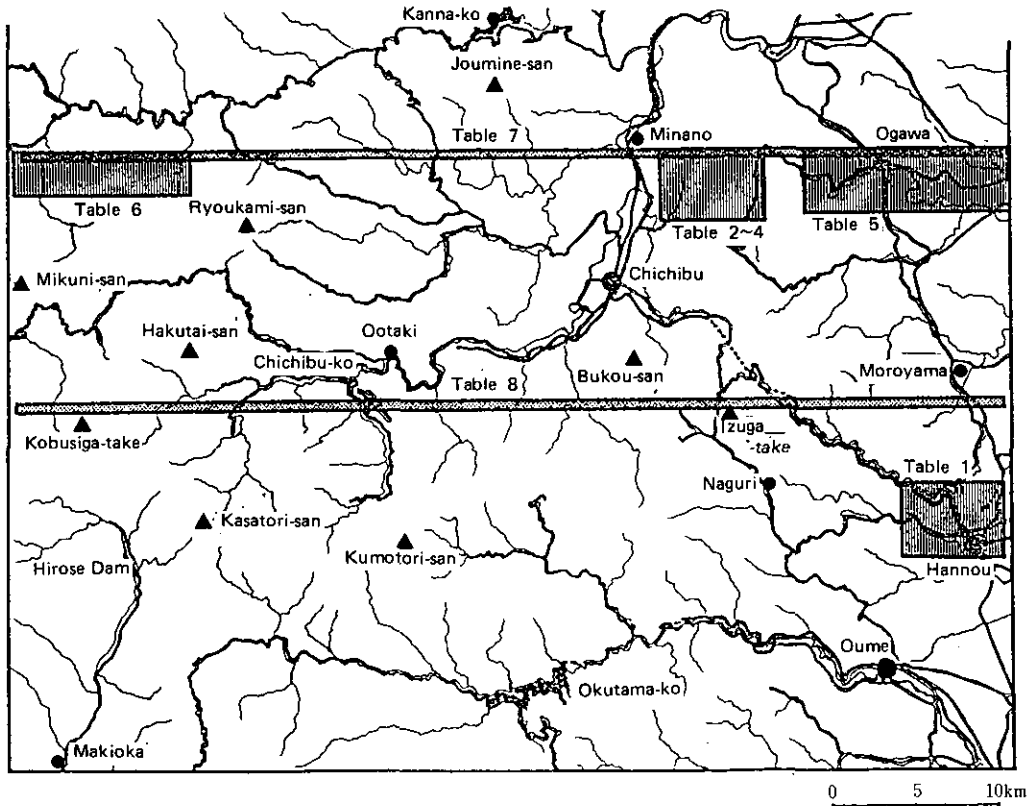 Kanna-ko
Joumine-san
Table 7
Minano
Ogawa
Table 6
Ryoukami-san
Table 2~4
Table 5
Mikuni-san
Chichibu
Hakutai-san
Ootaki
Chichibu-ko
Table 8
Bukou-san
Moroyama
Kobusiga-take
Izuga
-take
Table 1
Naguri
Kasatori-san
Kumotori-san
Hirose Dam
Hannou
Oume
Okutama-ko
Makioka
0 5 10km